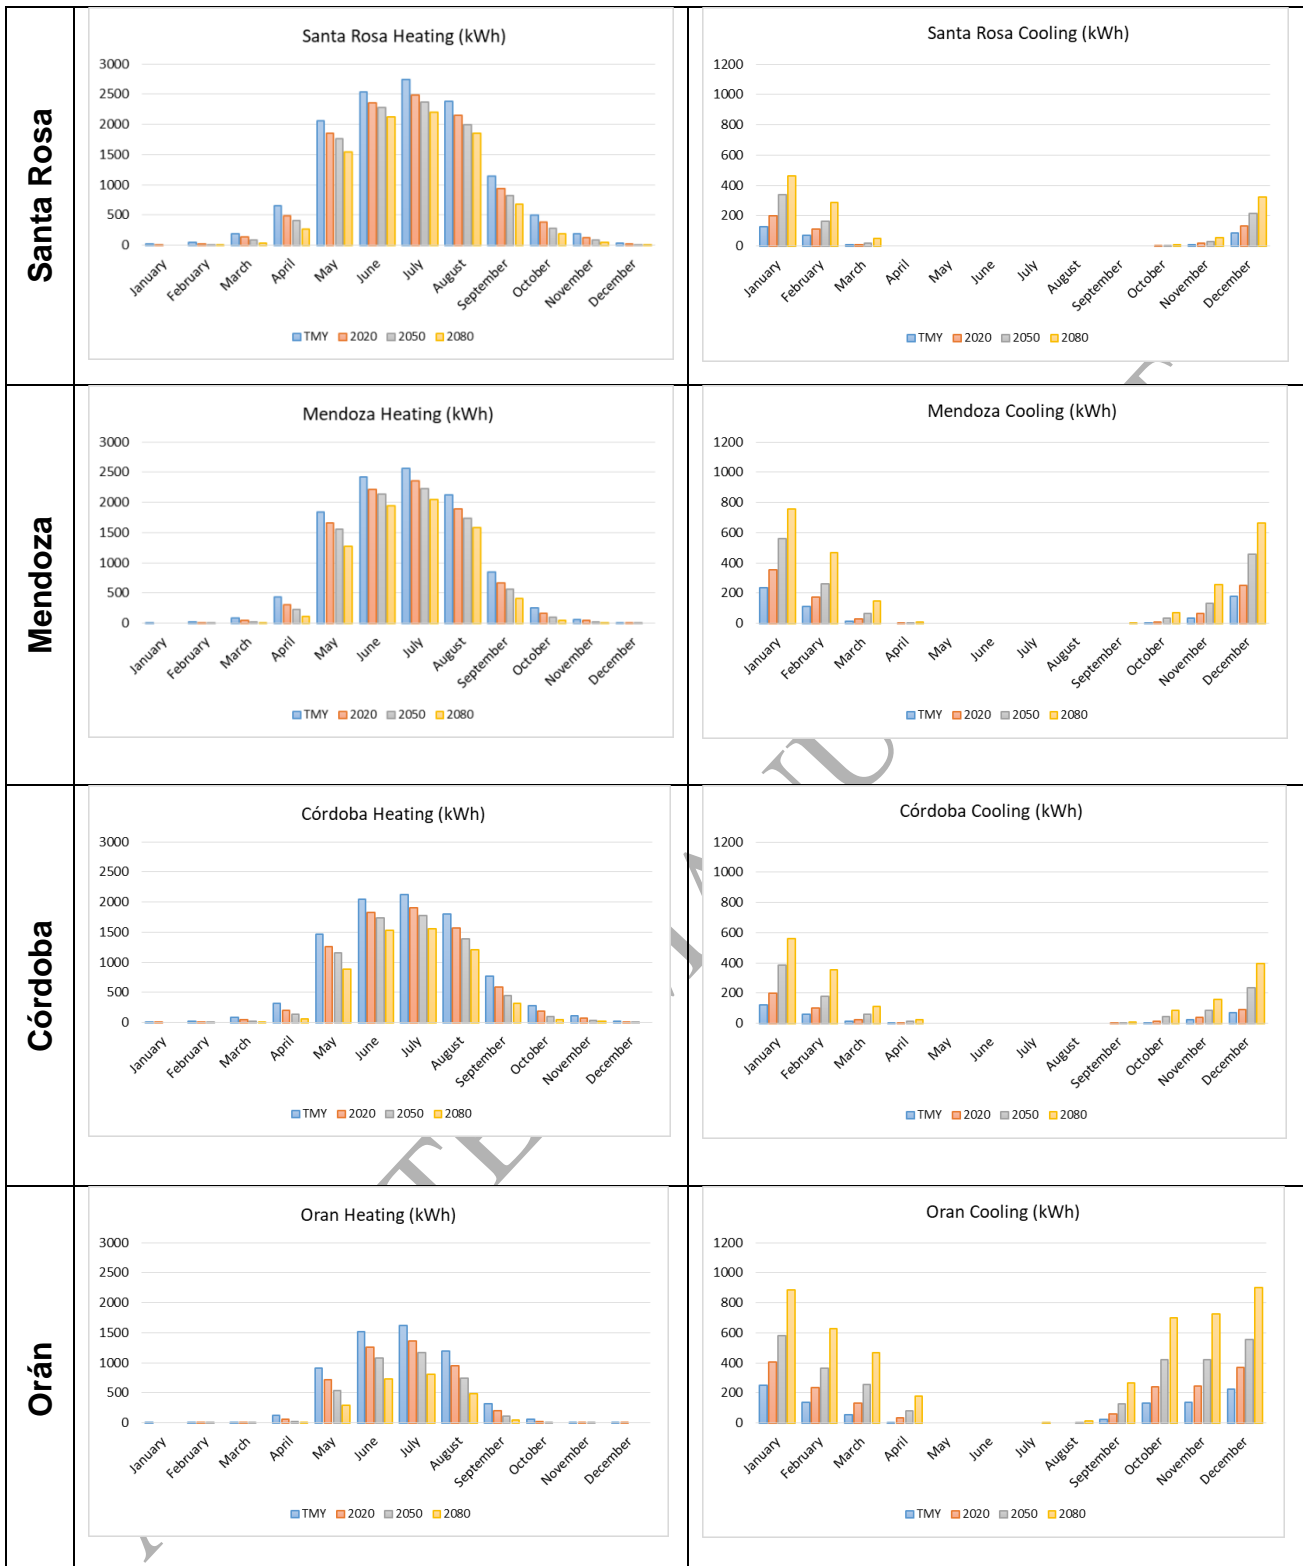 Santa Rosa
Santa Rosa Heating (kWh)
3000
2500
2000
1500
1000
500
0
January February March April May June July August September October November December
TMY 2020 2050 2080
Santa Rosa Cooling (kWh)
1200
1000
800
600
400
200
0
January February March April May June July August September October November December
TMY 2020 2050 2080
Mendoza
Mendoza Heating (kWh)
3000
2500
2000
1500
1000
500
0
January February March April May June July August September October November December
TMY 2020 2050 2080
Mendoza Cooling (kWh)
1200
1000
800
600
400
200
0
January February March April May June July August September October November December
TMY 2020 2050 2080
Córdoba
Córdoba Heating (kWh)
3000
2500
2000
1500
1000
500
0
January February March April May June July August September October November December
TMY 2020 2050 2080
Córdoba Cooling (kWh)
1200
1000
800
600
400
200
0
January February March April May June July August September October November December
TMY 2020 2050 2080
Orán
Oran Heating (kWh)
3000
2500
2000
1500
1000
500
0
January February March April May June July August September October November December
TMY 2020 2050 2080
Oran Cooling (kWh)
1200
1000
800
600
400
200
0
January February March April May June July August September October November December
TMY 2020 2050 2080